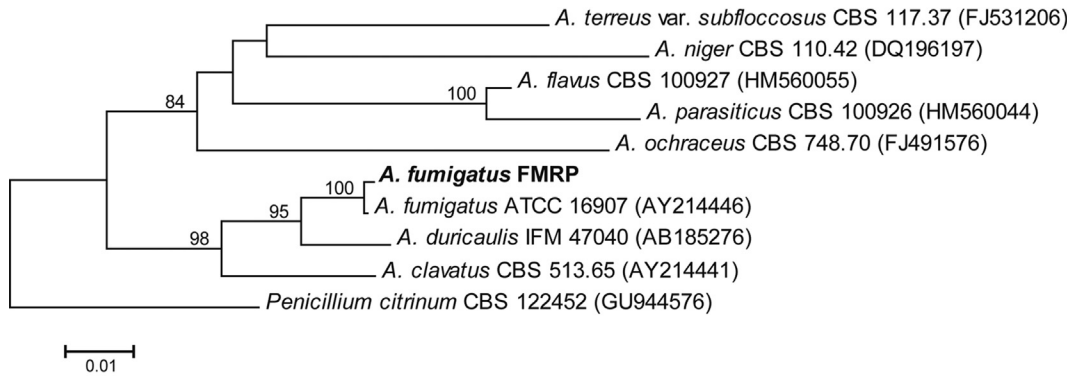 A. terreus var. subfloccosus CBS 117.37 (FJ531206)
A. niger CBS 110.42 (DQ196197)
A. flavus CBS 100927 (HM560055)
100
A. parasiticus CBS 100926 (HM560044)
84
A. ochraceus CBS 748.70 (FJ491576)
A. fumigatus FMRP
100
A. fumigatus ATCC 16907 (AY214446)
95
A. duricaulis IFM 47040 (AB185276)
98
A. clavatus CBS 513.65 (AY214441)
Penicillium citrinum CBS 122452 (GU944576)
0.01